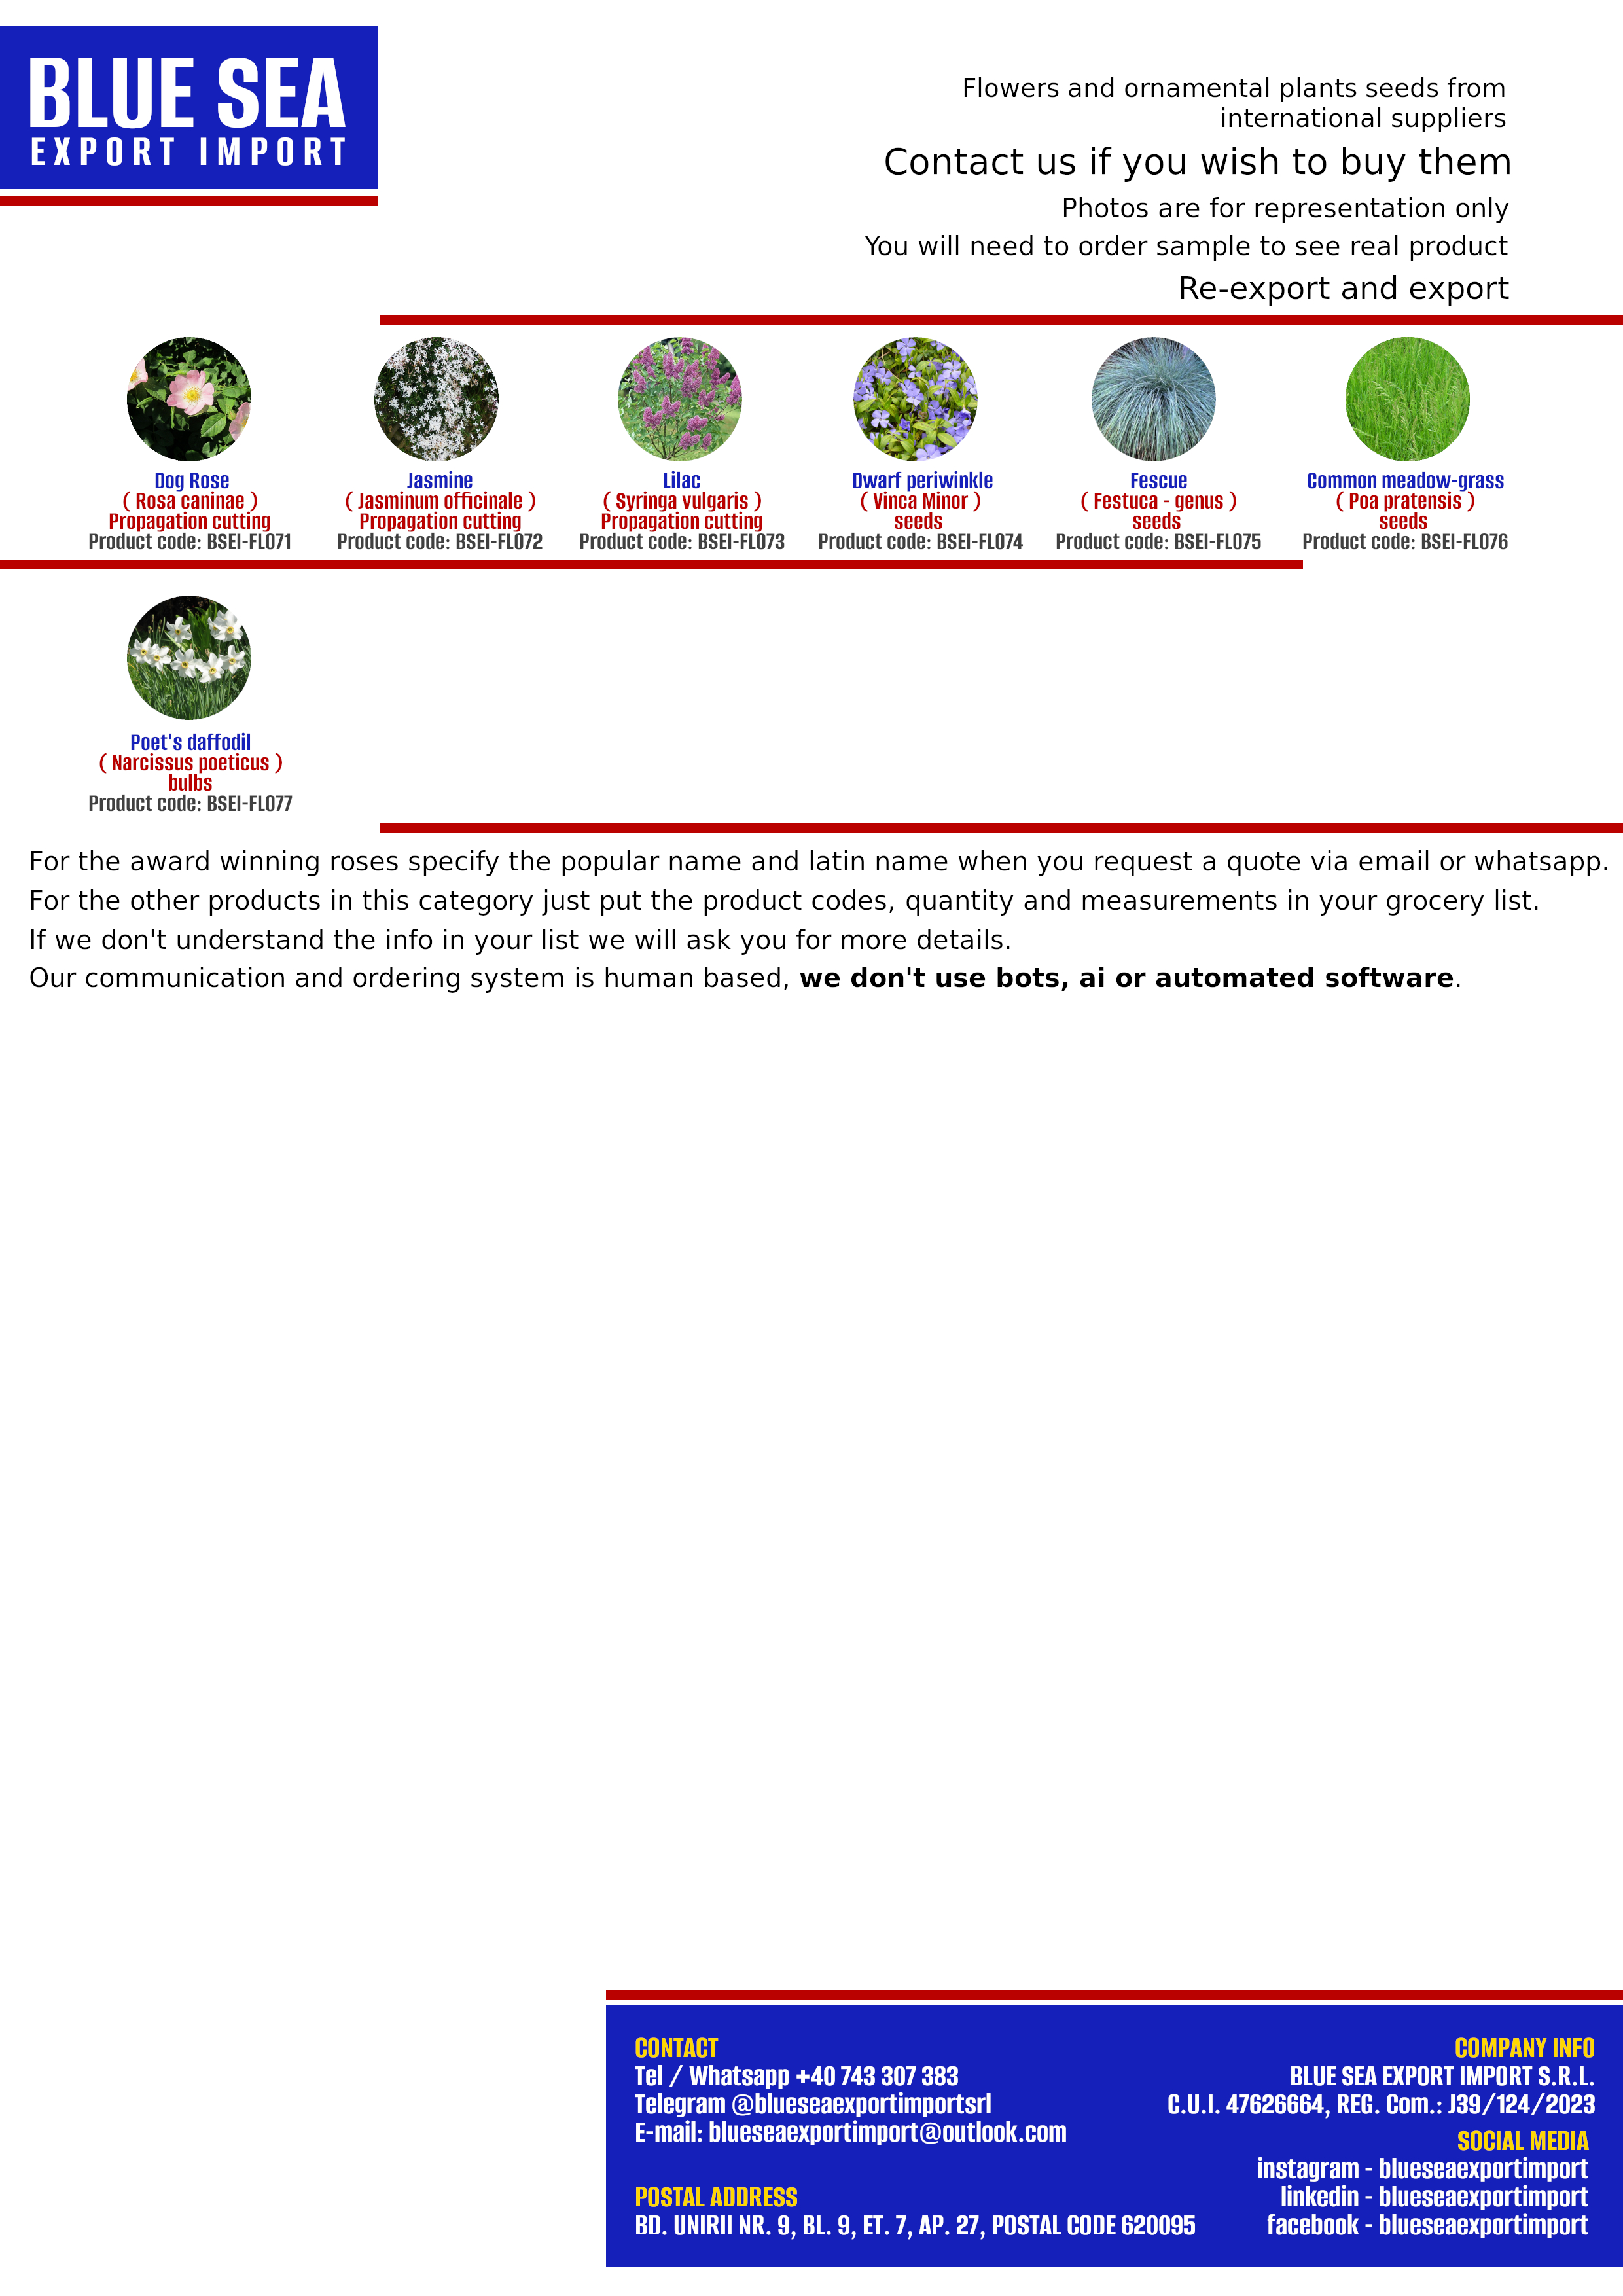 BLUE SEA
EXPORT IMPORT
Flowers and ornamental plants seeds from
international suppliers
Contact us if you wish to buy them
Photos are for representation only
You will need to order sample to see real product
Re-export and export
Dog Rose
( Rosa caninae )
Propagation cutting
Product code: BSEI-FL071
Jasmine
( Jasminum officinale )
Propagation cutting
Product code: BSEI-FL072
Lilac
( Syringa vulgaris )
Propagation cutting
Product code: BSEI-FL073
Dwarf periwinkle
( Vinca Minor )
seeds
Product code: BSEI-FL074
Fescue
( Festuca - genus )
seeds
Product code: BSEI-FL075
Common meadow-grass
( Poa pratensis )
seeds
Product code: BSEI-FL076
Poet's daffodil
( Narcissus poeticus )
bulbs
Product code: BSEI-FL077
For the award winning roses specify the popular name and latin name when you request a quote via email or whatsapp.
For the other products in this category just put the product codes, quantity and measurements in your grocery list.
If we don't understand the info in your list we will ask you for more details.
Our communication and ordering system is human based, we don't use bots, ai or automated software.
CONTACT
Tel / Whatsapp +40 743 307 383
Telegram @blueseaexportimportsrl
E-mail: blueseaexportimport@outlook.com
POSTAL ADDRESS
BD. UNIRII NR. 9, BL. 9, ET. 7, AP. 27, POSTAL CODE 620095
COMPANY INFO
BLUE SEA EXPORT IMPORT S.R.L.
C.U.I. 47626664, REG. Com.: J39/124/2023
SOCIAL MEDIA
instagram - blueseaexportimport
linkedin - blueseaexportimport
facebook - blueseaexportimport